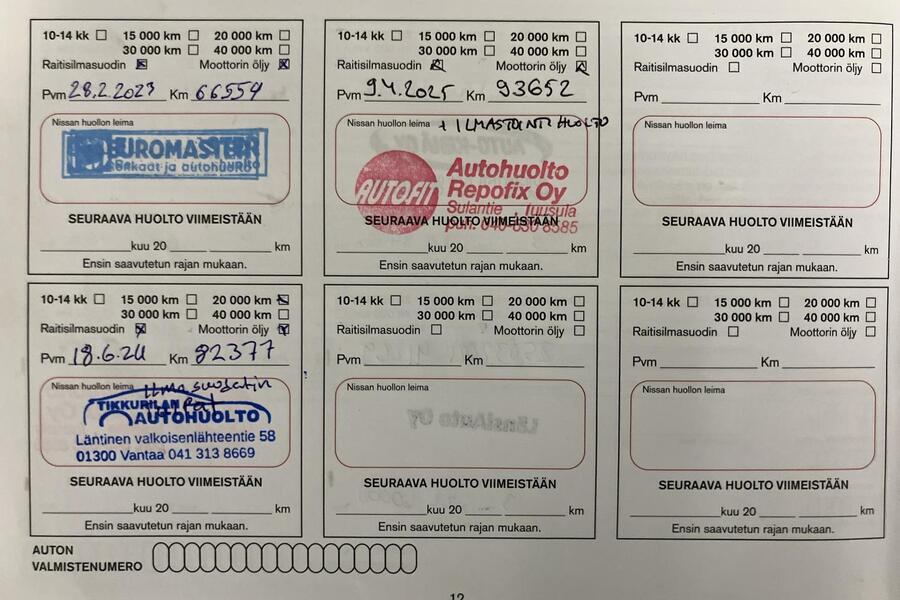 10-14 kk 15 000 km 20 000 km
30 000 km 40 000 km
Raitisilmasuodin Moottorin öljy
Pvm 28.2.2023 Km 66554
Nissan huollon leima
EUROMASTER
Renkaat ja autohuolto
SEURAAVA HUOLTO VIIMEISTÄÄN
kuu 20 km
Ensin saavutetun rajan mukaan.
10-14 kk 15 000 km 20 000 km
30 000 km 40 000 km
Raitisilmasuodin Moottorin öljy
Pvm 9.4.2025 Km 93652
Nissan huollon leima + ILMASTOINTI HUOLTO
AUTOFIT
Autohuolto
Repofix Oy
Sulantie Tuusula
puh. 040-830 8585
SEURAAVA HUOLTO VIIMEISTÄÄN
kuu 20 km
Ensin saavutetun rajan mukaan.
10-14 kk 15 000 km 20 000 km
30 000 km 40 000 km
Raitisilmasuodin Moottorin öljy
Pvm Km
Nissan huollon leima
SEURAAVA HUOLTO VIIMEISTÄÄN
kuu 20 km
Ensin saavutetun rajan mukaan.
10-14 kk 15 000 km 20 000 km
30 000 km 40 000 km
Raitisilmasuodin Moottorin öljy
Pvm 18.6.24 Km 82377
Nissan huollon leima
TIKKURILAN
AUTOHUOLTO
Läntinen valkoisenlähteentie 58
01300 Vantaa 041 313 8669
SEURAAVA HUOLTO VIIMEISTÄÄN
kuu 20 km
Ensin saavutetun rajan mukaan.
10-14 kk 15 000 km 20 000 km
30 000 km 40 000 km
Raitisilmasuodin Moottorin öljy
Pvm Km
Nissan huollon leima
SEURAAVA HUOLTO VIIMEISTÄÄN
kuu 20 km
Ensin saavutetun rajan mukaan.
10-14 kk 15 000 km 20 000 km
30 000 km 40 000 km
Raitisilmasuodin Moottorin öljy
Pvm Km
Nissan huollon leima
SEURAAVA HUOLTO VIIMEISTÄÄN
kuu 20 km
Ensin saavutetun rajan mukaan.
AUTON
VALMISTENUMERO
12